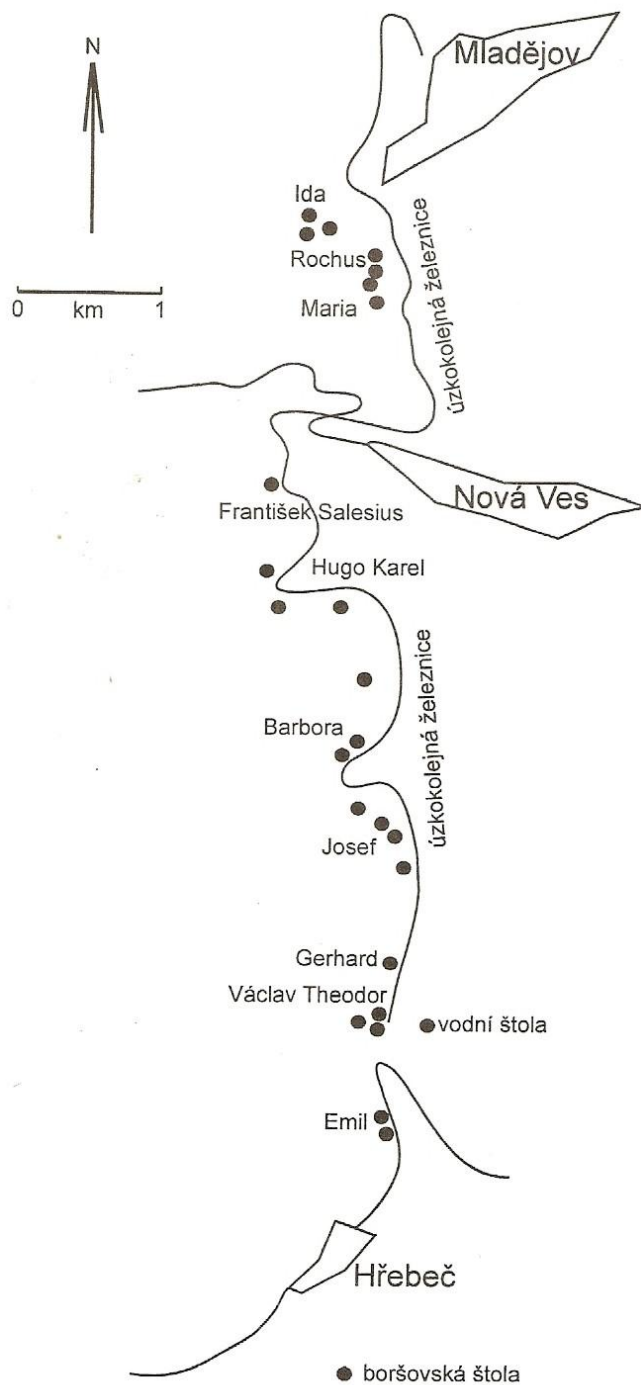 N
Mladějov
Ida
Rochus
0 km 1
Maria
úzkokolejná železnice
Nová Ves
František Salesius
Hugo Karel
úzkokolejná železnice
Barbora
Josef
Gerhard
Václav Theodor
vodní štola
Emil
Hřebeč
boršovská štola